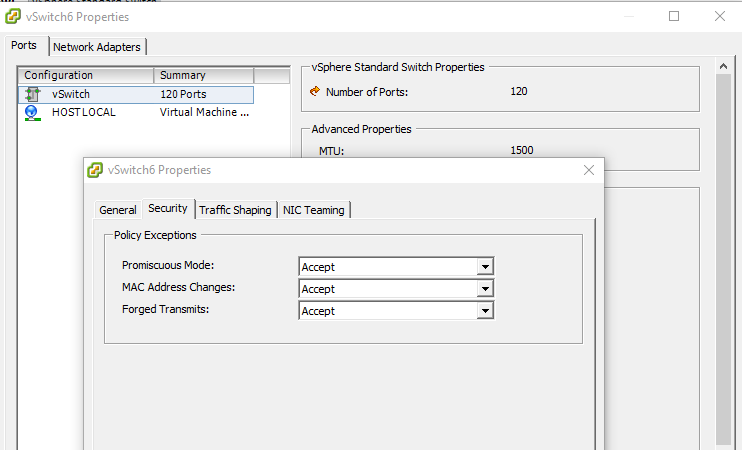 vSwitch6 Properties
Ports
Network Adapters
Configuration Summary
vSwitch 120 Ports
HOST LOCAL Virtual Machine ...
vSphere Standard Switch Properties
Number of Ports: 120
Advanced Properties
MTU: 1500
vSwitch6 Properties
General Security Traffic Shaping NIC Teaming
Policy Exceptions
Promiscuous Mode: Accept
MAC Address Changes: Accept
Forged Transmits: Accept